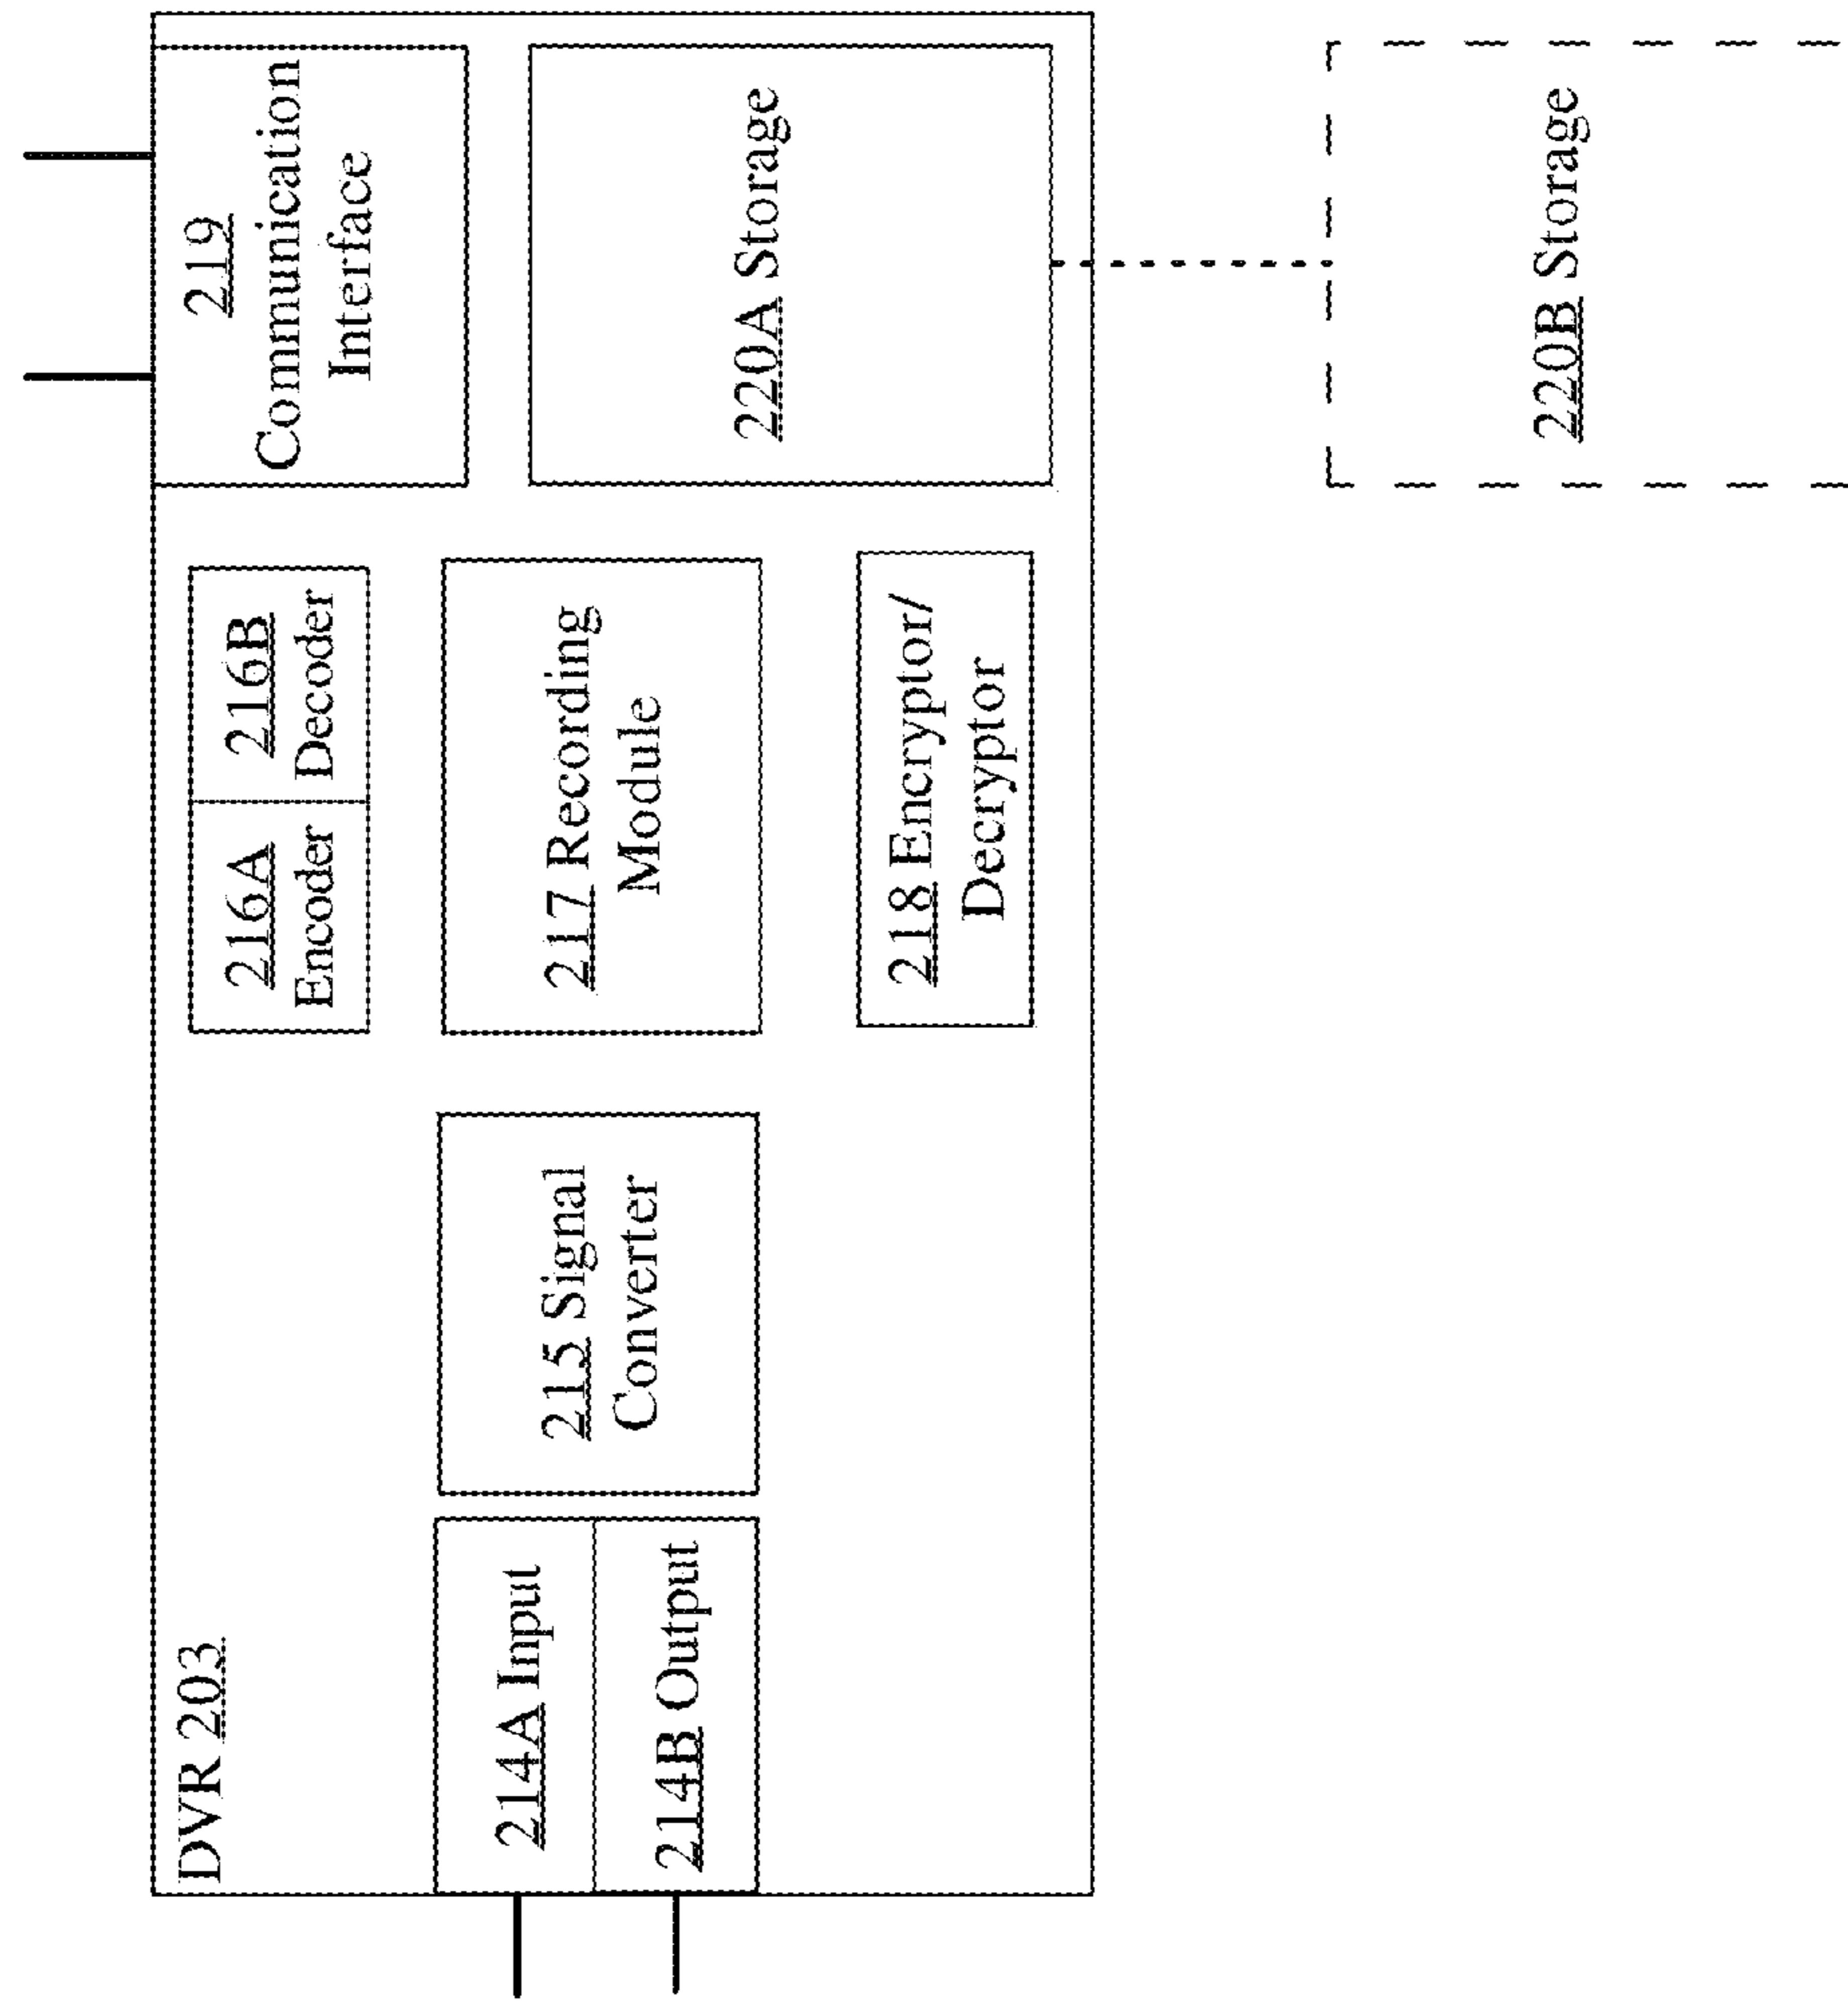 DVR 203
214A Input
214B Output
215 Signal
Converter
216A
Encoder
216B
Decoder
217 Recording
Module
218 Encryptor/
Decryptor
219
Communication
Interface
220A Storage
220B Storage